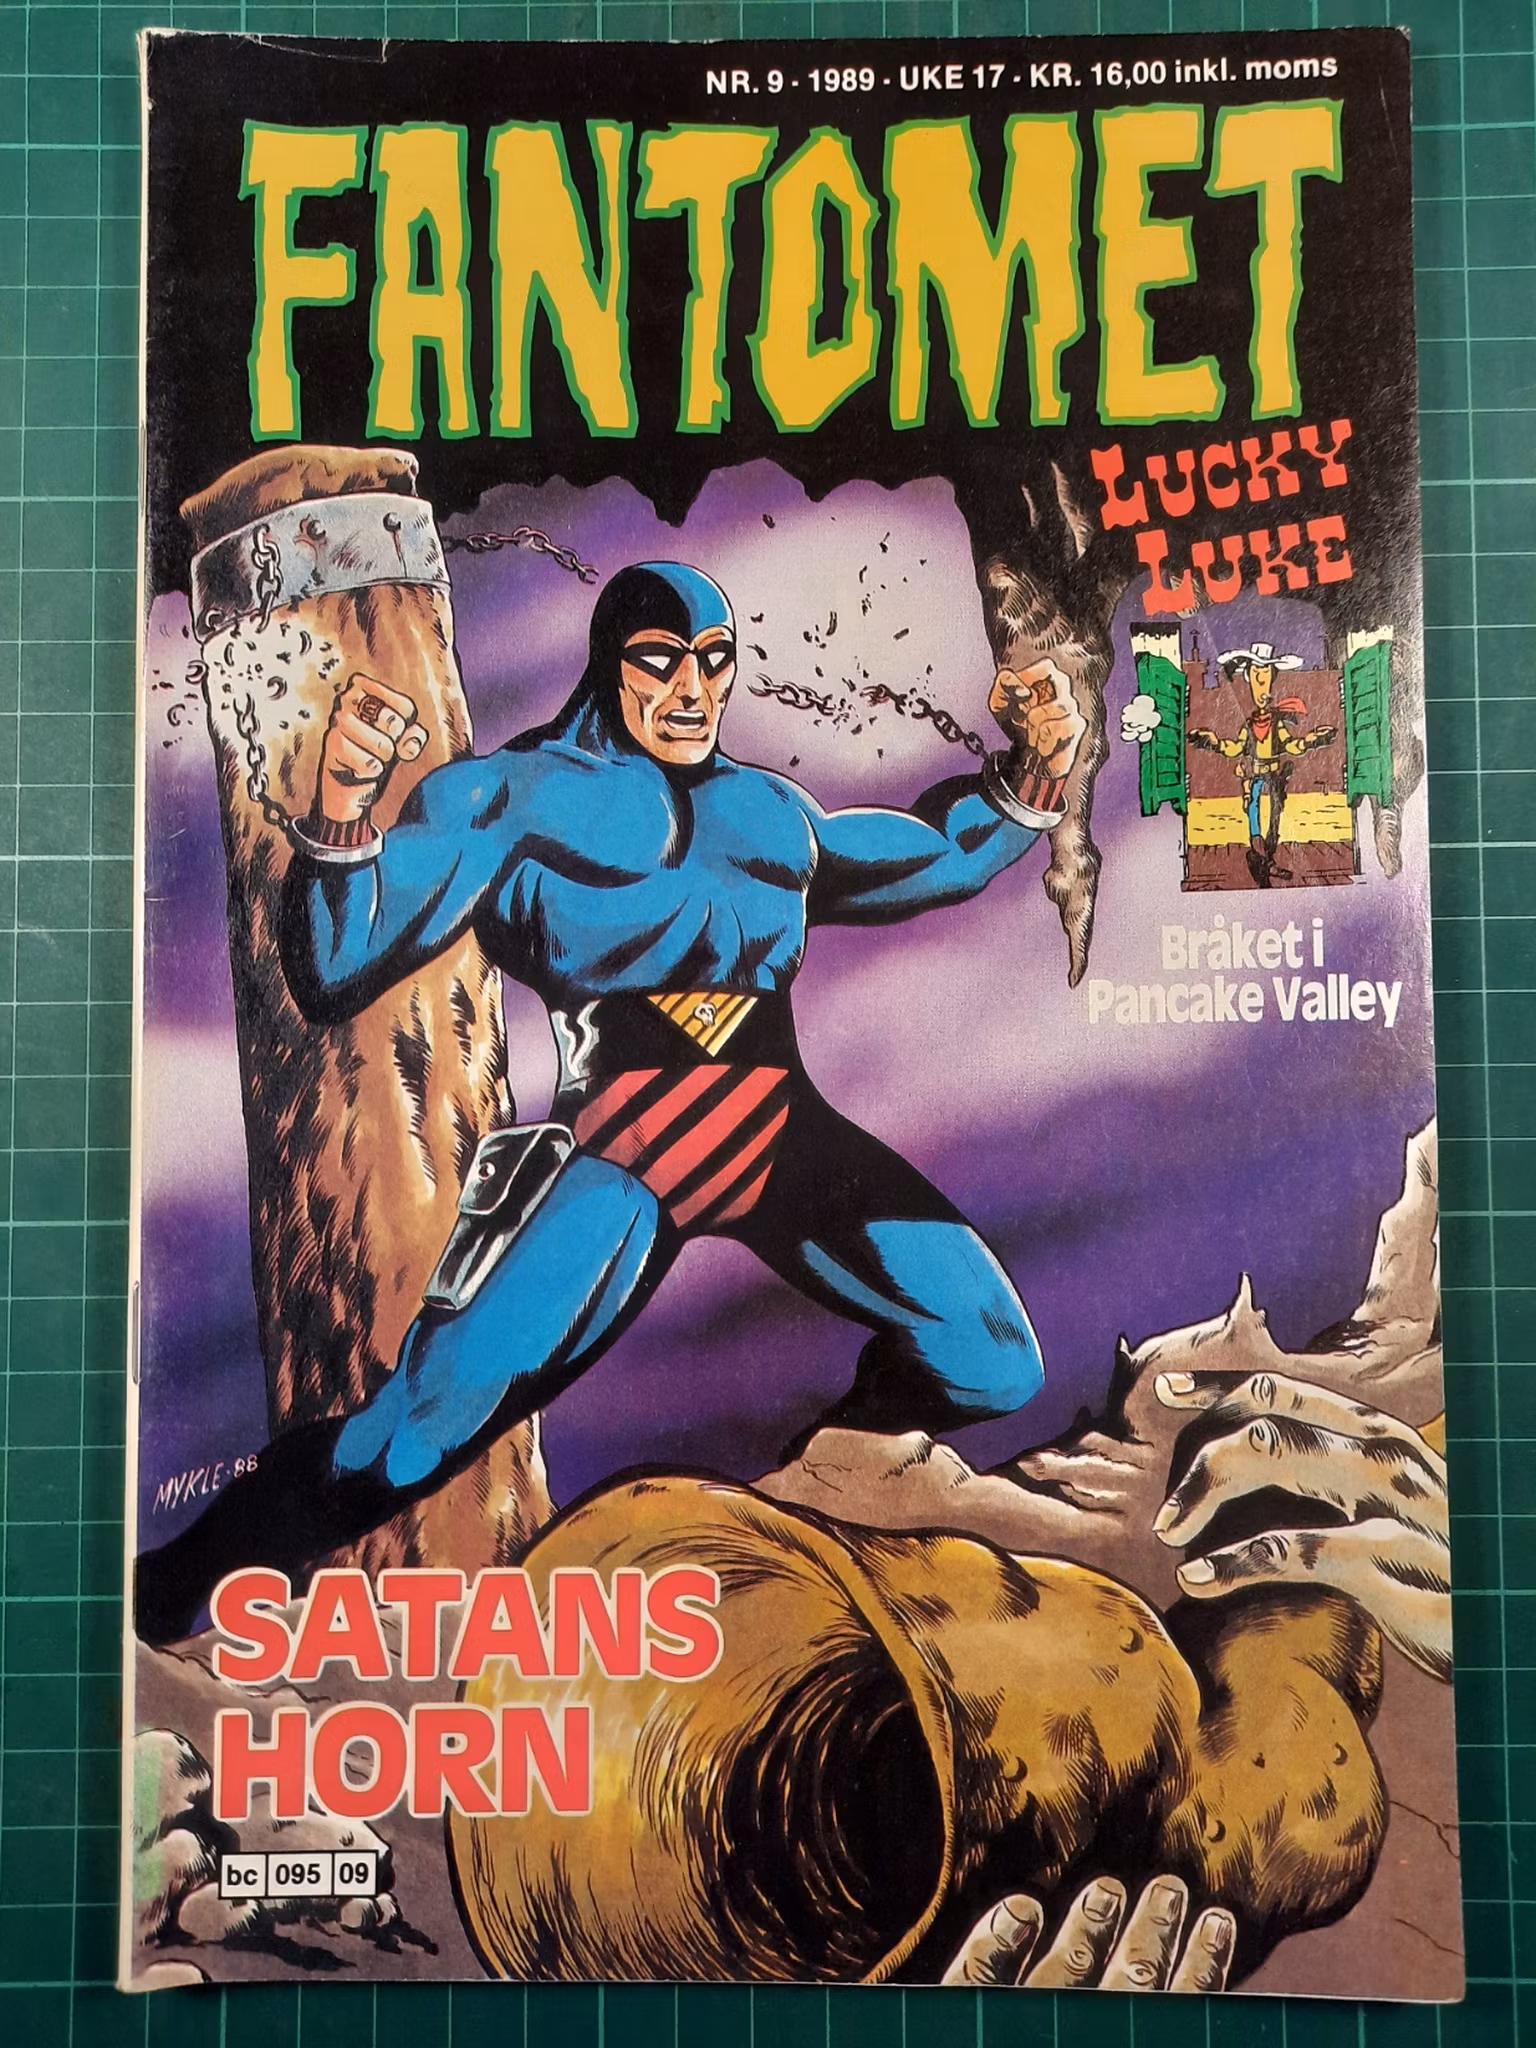 NR. 9 - 1989 - UKE 17 - KR. 16,00 inkl. moms
FANTOMET
LUCKY
LUKE
Bråket i
Pancake Valley
MYKLE·88
SATANS
HORN
bc 095 09